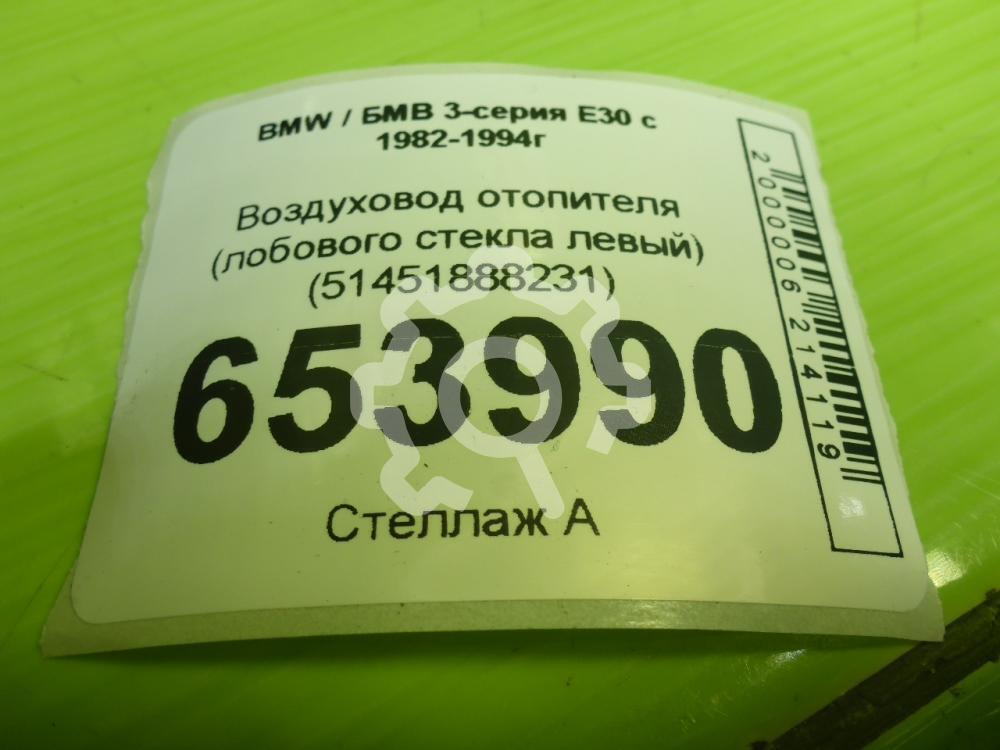 BMW / БМВ 3-серия E30 с
1982-1994г
Воздуховод отопителя
(лобового стекла левый)
(51451888231)
653990
Стеллаж А
2000006214119